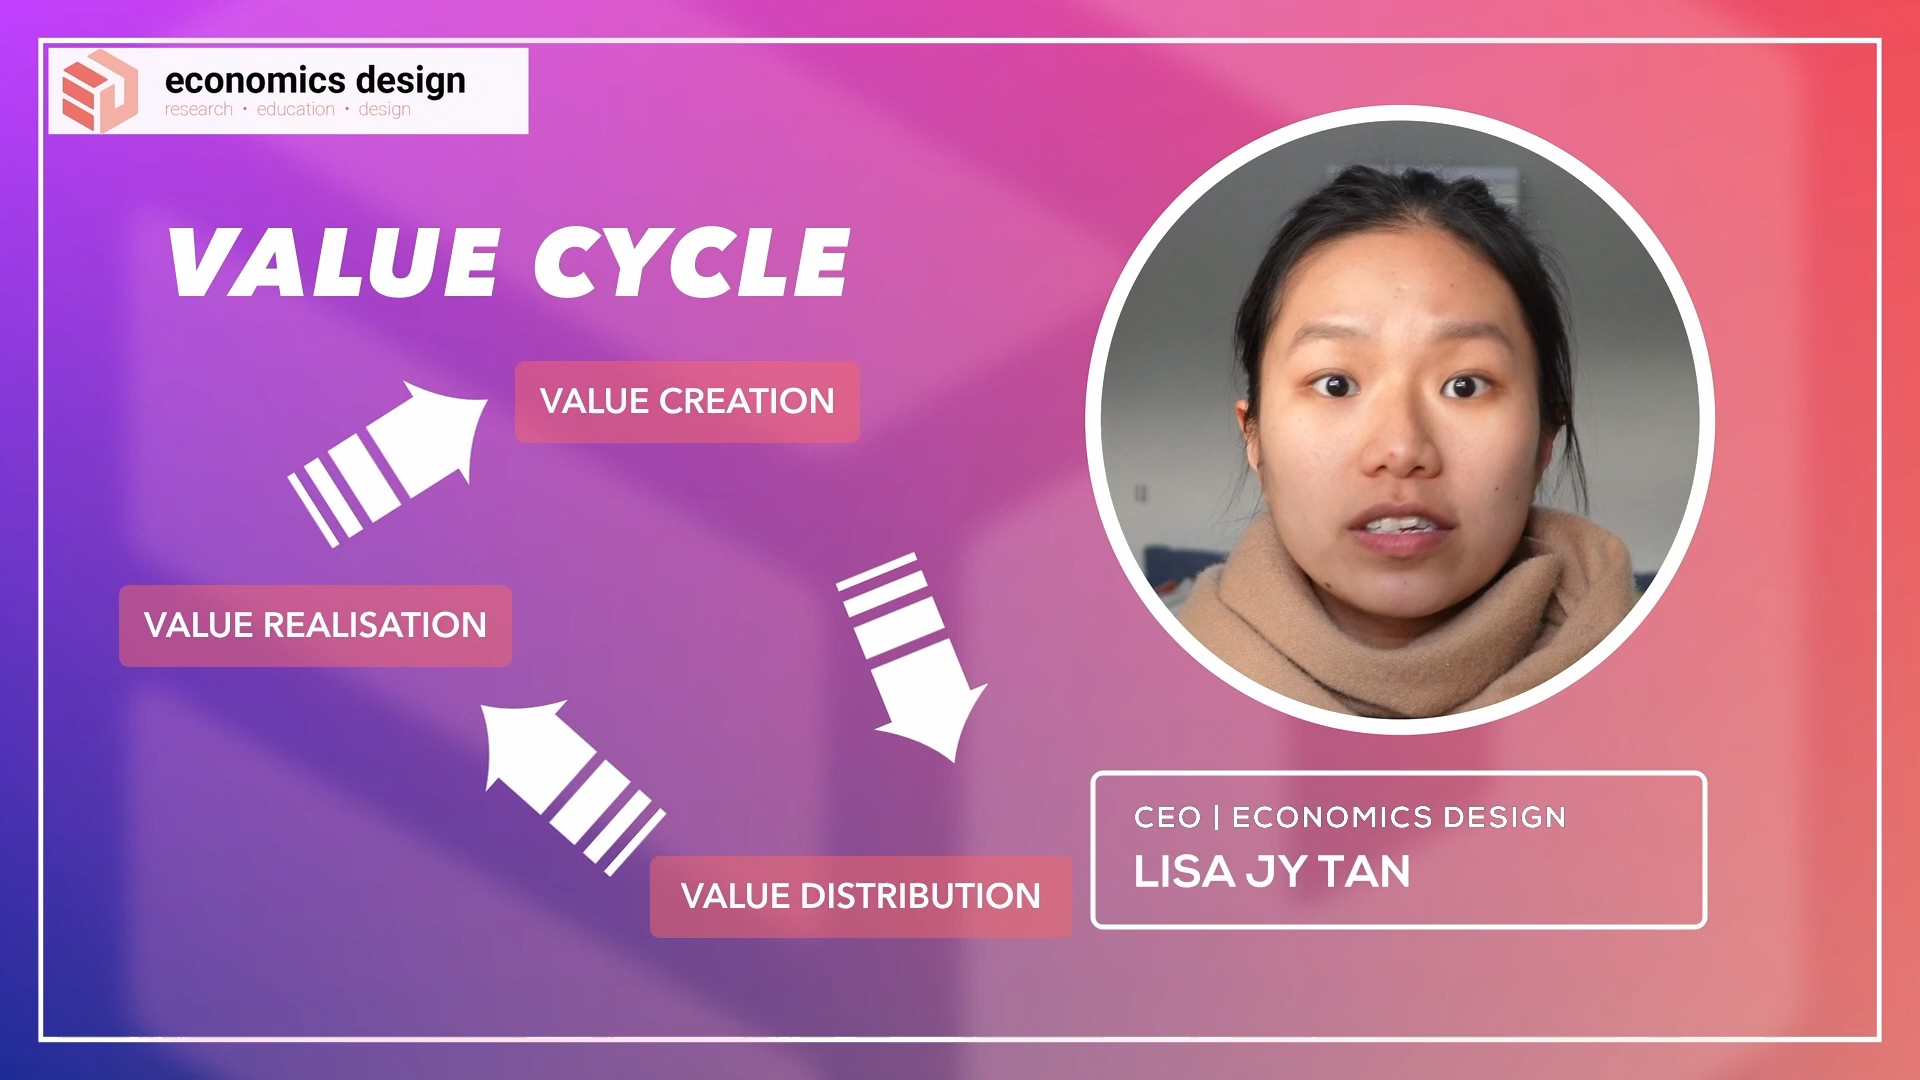 economics design
research • education • design
VALUE CYCLE
VALUE CREATION
VALUE REALISATION
VALUE DISTRIBUTION
CEO | ECONOMICS DESIGN
LISA JY TAN